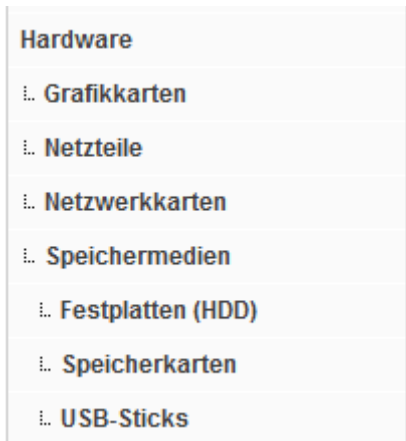 Hardware
Grafikkarten
Netzteile
Netzwerkkarten
Speichermedien
Festplatten (HDD)
Speicherkarten
USB-Sticks